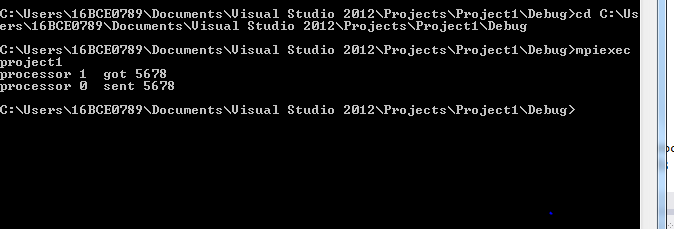 C:\Users\16BCE0789\Documents\Visual Studio 2012\Projects\Project1\Debug>cd C:\Us
ers\16BCE0789\Documents\Visual Studio 2012\Projects\Project1\Debug
C:\Users\16BCE0789\Documents\Visual Studio 2012\Projects\Project1\Debug>mpiexec
project1
processor 1  got 5678
processor 0  sent 5678
C:\Users\16BCE0789\Documents\Visual Studio 2012\Projects\Project1\Debug>